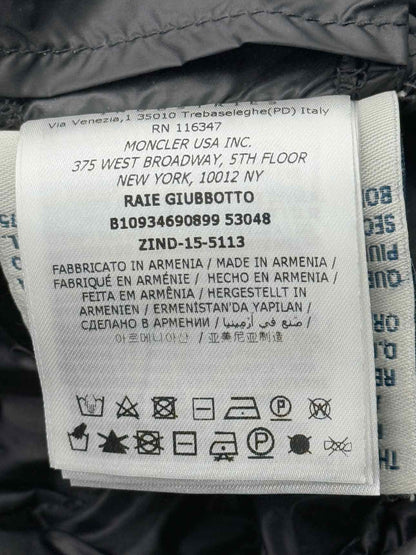 Via Venezia,1 35010 Trebaseleghe(PD) Italy
RN 116347
MONCLER USA INC.
375 WEST BROADWAY, 5TH FLOOR
NEW YORK, 10012 NY
RAIE GIUBBOTTO
B10934690899 53048
ZIND-15-5113
FABBRICATO IN ARMENIA / MADE IN ARMENIA /
FABRIQUÉ EN ARMÉNIE / HECHO EN ARMENIA /
FEITA EM ARMÊNIA / HERGESTELLT IN
ARMENIEN / ERMENİSTAN'DA YAPILAN /
СДЕЛАНО В АРМЕНИИ / صنع في أرمينيا /
아르메니아산 / 亚美尼亚制造